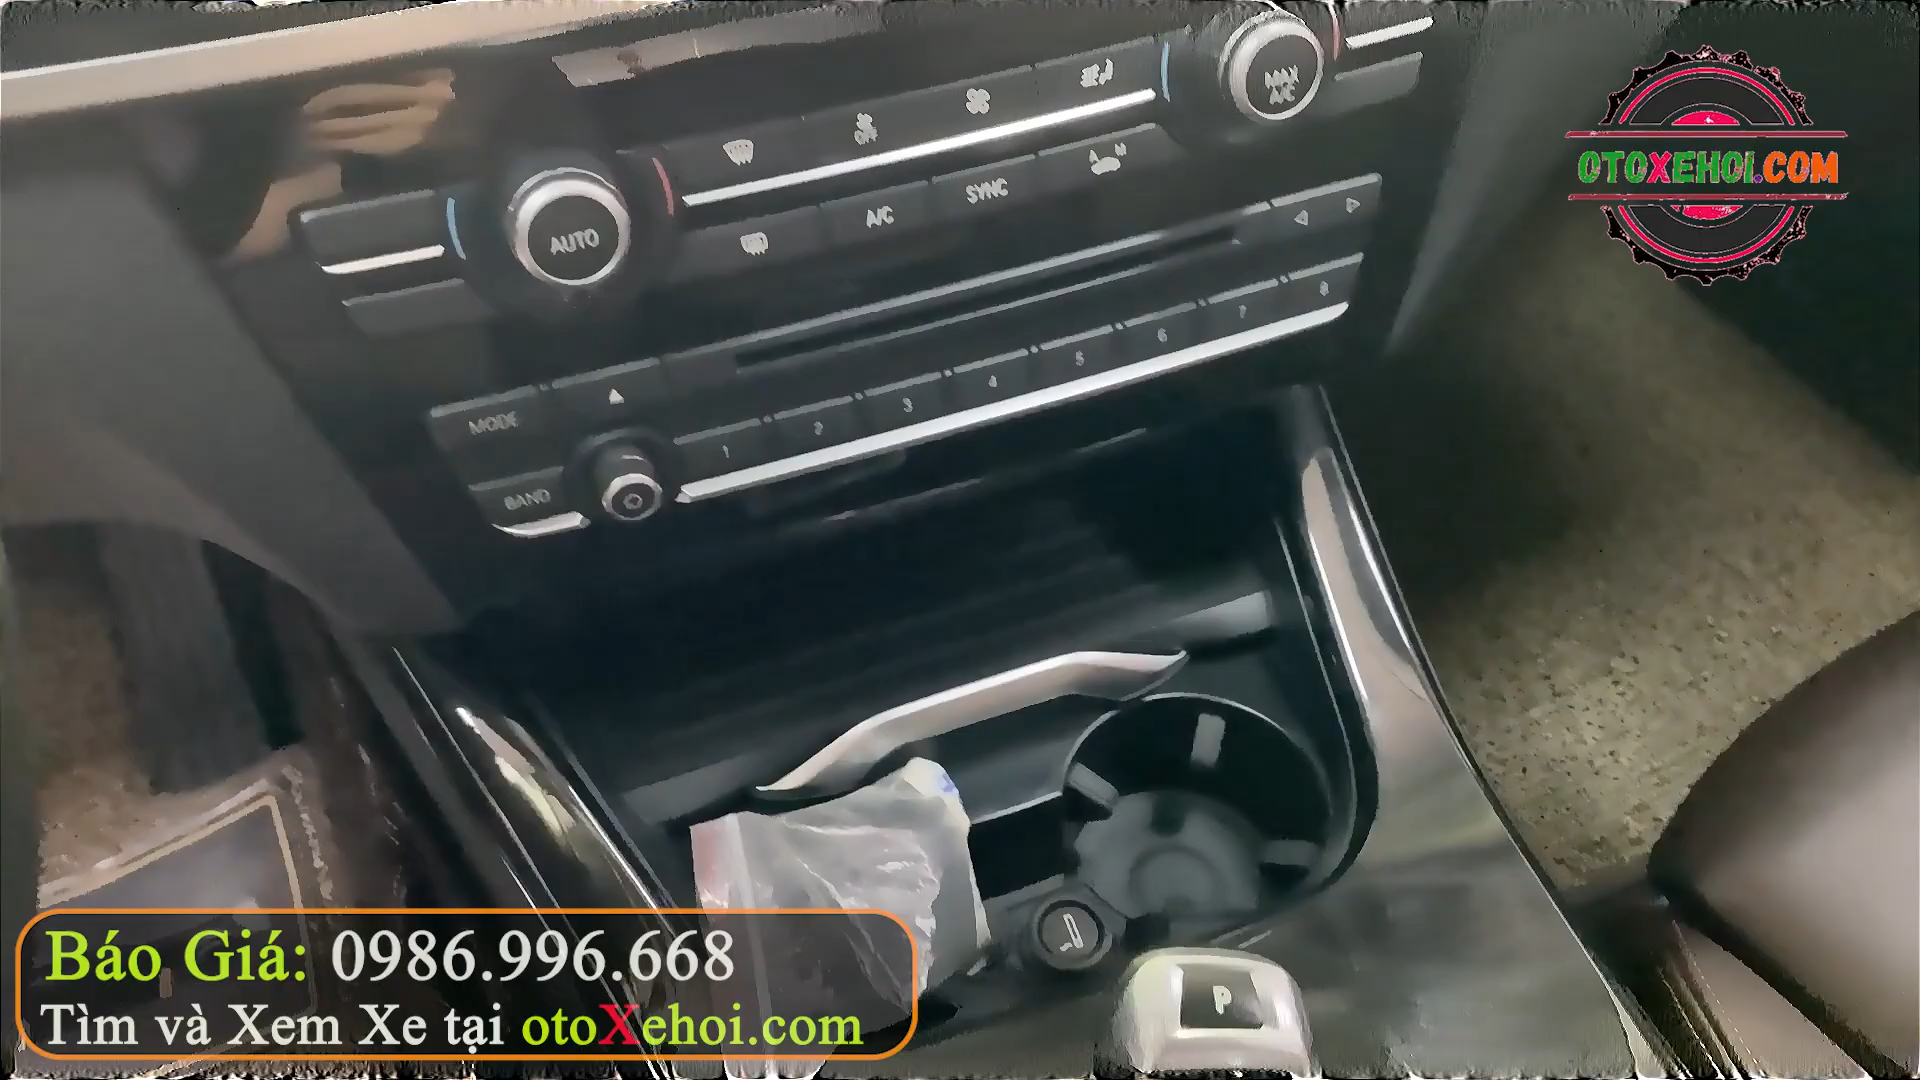 MAX
A/C
OTOXEHOI.COM
OFF
A M
AUTO
A/C
SYNC
MODE
1 2 3 4 5 6 7 8
BAND
P
Báo Giá: 0986.996.668
Tìm và Xem Xe tại otoXehoi.com